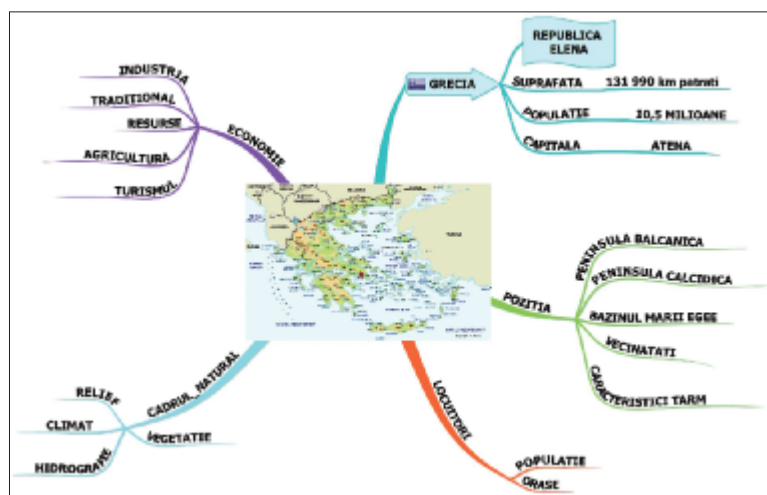 REPUBLICA
ELENA
GRECIA
SUPRAFATA 131 990 km patrati
POPULATIE 10,5 MILIOANE
CAPITALA ATENA
INDUSTRIA
TRADITIONAL
RESURSE
AGRICULTURA
TURISMUL
ECONOMIE
PENINSULA BALCANICA
PENINSULA CALCIDICA
BAZINUL MARII EGEE
VECINATATI
CARACTERISTICI TARM
POZITIA
CADRUL_NATURAL
RELIEF
CLIMAT
VEGETATIE
HIDROGRAFIE
LOCUITORI
POPULATIE
ORASE